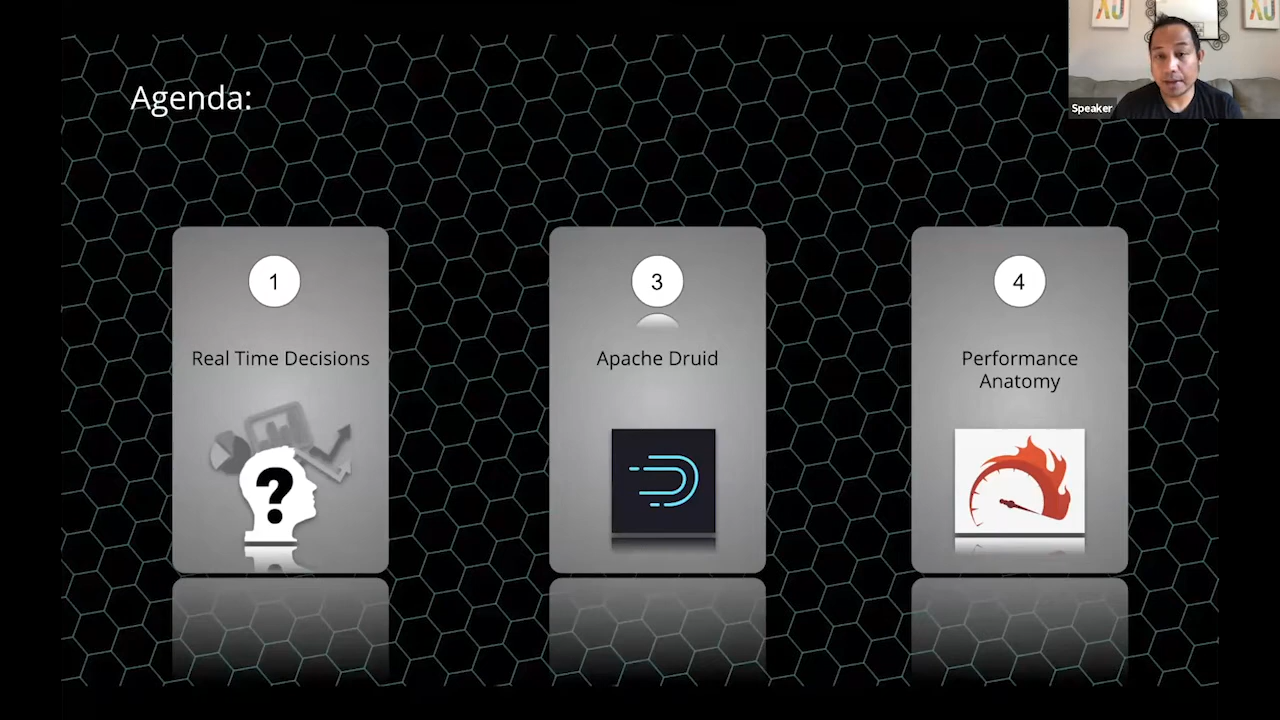 Agenda:
1
Real Time Decisions
?
3
Apache Druid
4
Performance
Anatomy
Speaker